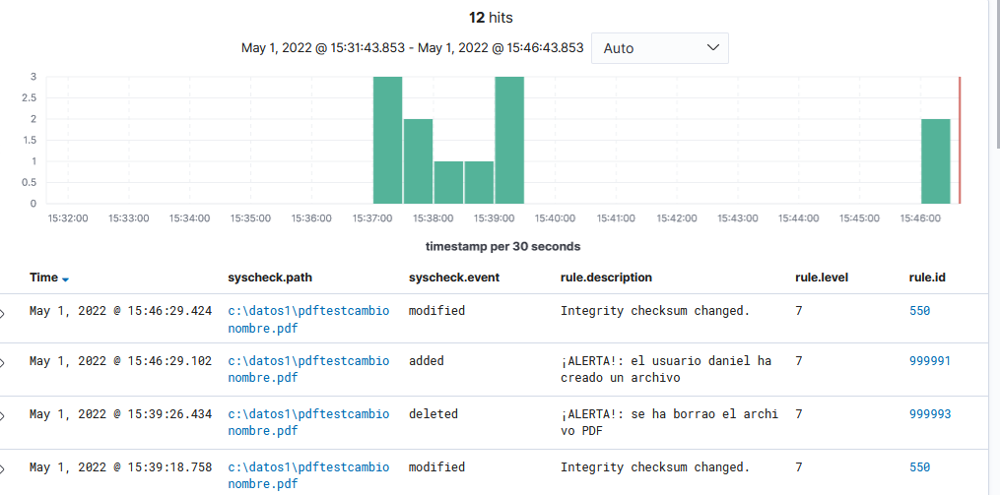 12 hits
May 1, 2022 @ 15:31:43.853 - May 1, 2022 @ 15:46:43.853
Auto
3
2.5
2
1.5
1
0.5
0
15:32:00 15:33:00 15:34:00 15:35:00 15:36:00 15:37:00 15:38:00 15:39:00 15:40:00 15:41:00 15:42:00 15:43:00 15:44:00 15:45:00 15:46:00
timestamp per 30 seconds
Time syscheck.path syscheck.event rule.description rule.level rule.id
May 1, 2022 @ 15:46:29.424 c:\datos1\pdftestcambio modified Integrity checksum changed. 7 550
nombre.pdf
May 1, 2022 @ 15:46:29.102 c:\datos1\pdftestcambio added ¡ALERTA!: el usuario daniel ha 7 999991
nombre.pdf creado un archivo
May 1, 2022 @ 15:39:26.434 c:\datos1\pdftestcambio deleted ¡ALERTA!: se ha borrao el archi 7 999993
nombre.pdf vo PDF
May 1, 2022 @ 15:39:18.758 c:\datos1\pdftestcambio modified Integrity checksum changed. 7 550
nombre.pdf